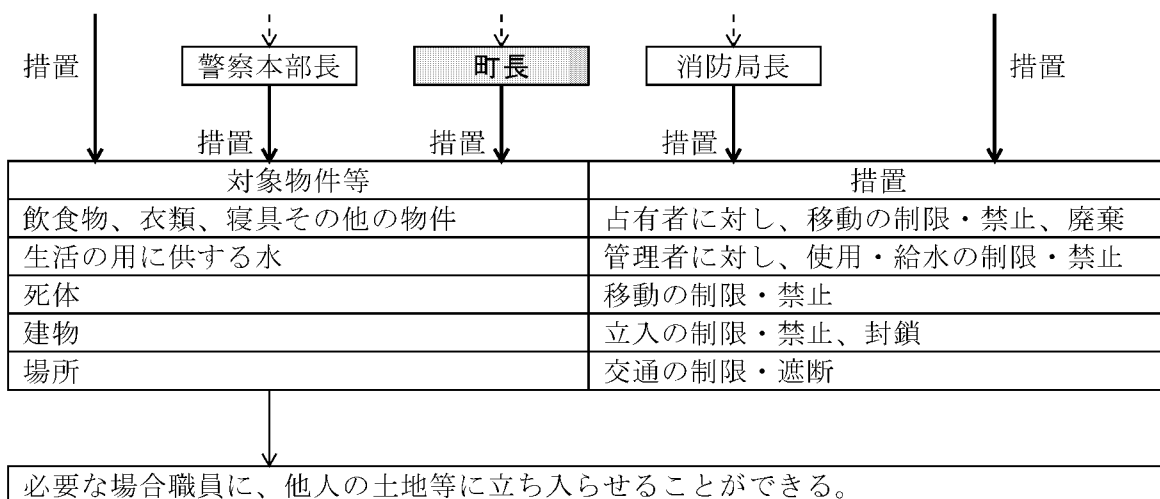 措置
警察本部長
町長
消防局長
措置
措置
措置
措置
対象物件等 措置
飲食物、衣類、寝具その他の物件 占有者に対し、移動の制限・禁止、廃棄
生活の用に供する水 管理者に対し、使用・給水の制限・禁止
死体 移動の制限・禁止
建物 立入の制限・禁止、封鎖
場所 交通の制限・遮断
必要な場合職員に、他人の土地等に立ち入らせることができる。